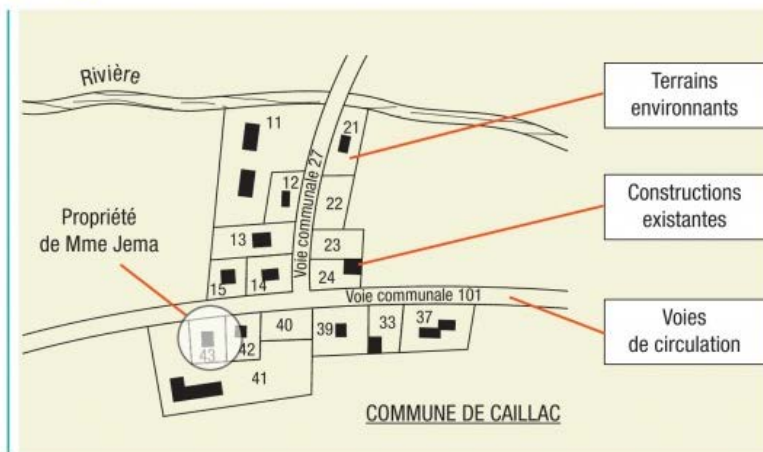 Rivière
Terrains
environnants
11
21
Voie communale 27
12
22
Constructions
existantes
Propriété
de Mme Jema
13
23
24
15
14
Voie communale 101
Voies
de circulation
40
39
33
37
43
42
41
COMMUNE DE CAILLAC